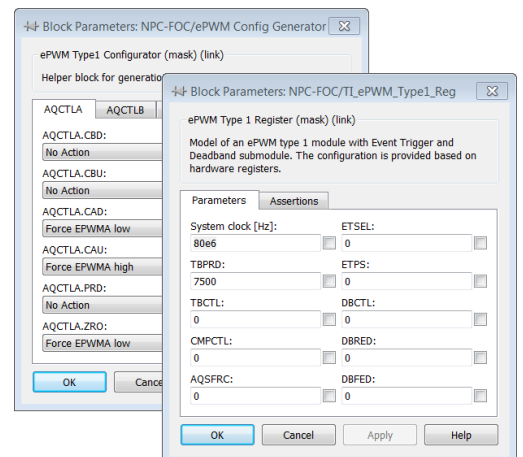 Block Parameters: NPC-FOC/ePWM Config Generator
ePWM Type1 Configurator (mask) (link)
Helper block for generatio
AQCTLA AQCTLB
AQCTLA.CBD:
No Action
AQCTLA.CBU:
No Action
AQCTLA.CAD:
Force EPWMA low
AQCTLA.CAU:
Force EPWMA high
AQCTLA.PRD:
No Action
AQCTLA.ZRO:
Force EPWMA low
OK Cance
Block Parameters: NPC-FOC/TI_ePWM_Type1_Reg
ePWM Type 1 Register (mask) (link)
Model of an ePWM type 1 module with Event Trigger and
Deadband submodule. The configuration is provided based on
hardware registers.
Parameters Assertions
System clock [Hz]: ETSEL:
80e6 0
TBPRD: ETPS:
7500 0
TBCTL: DBCTL:
0 0
CMPCTL: DBRED:
0 0
AQSFRC: DBFED:
0 0
OK Cancel Apply Help